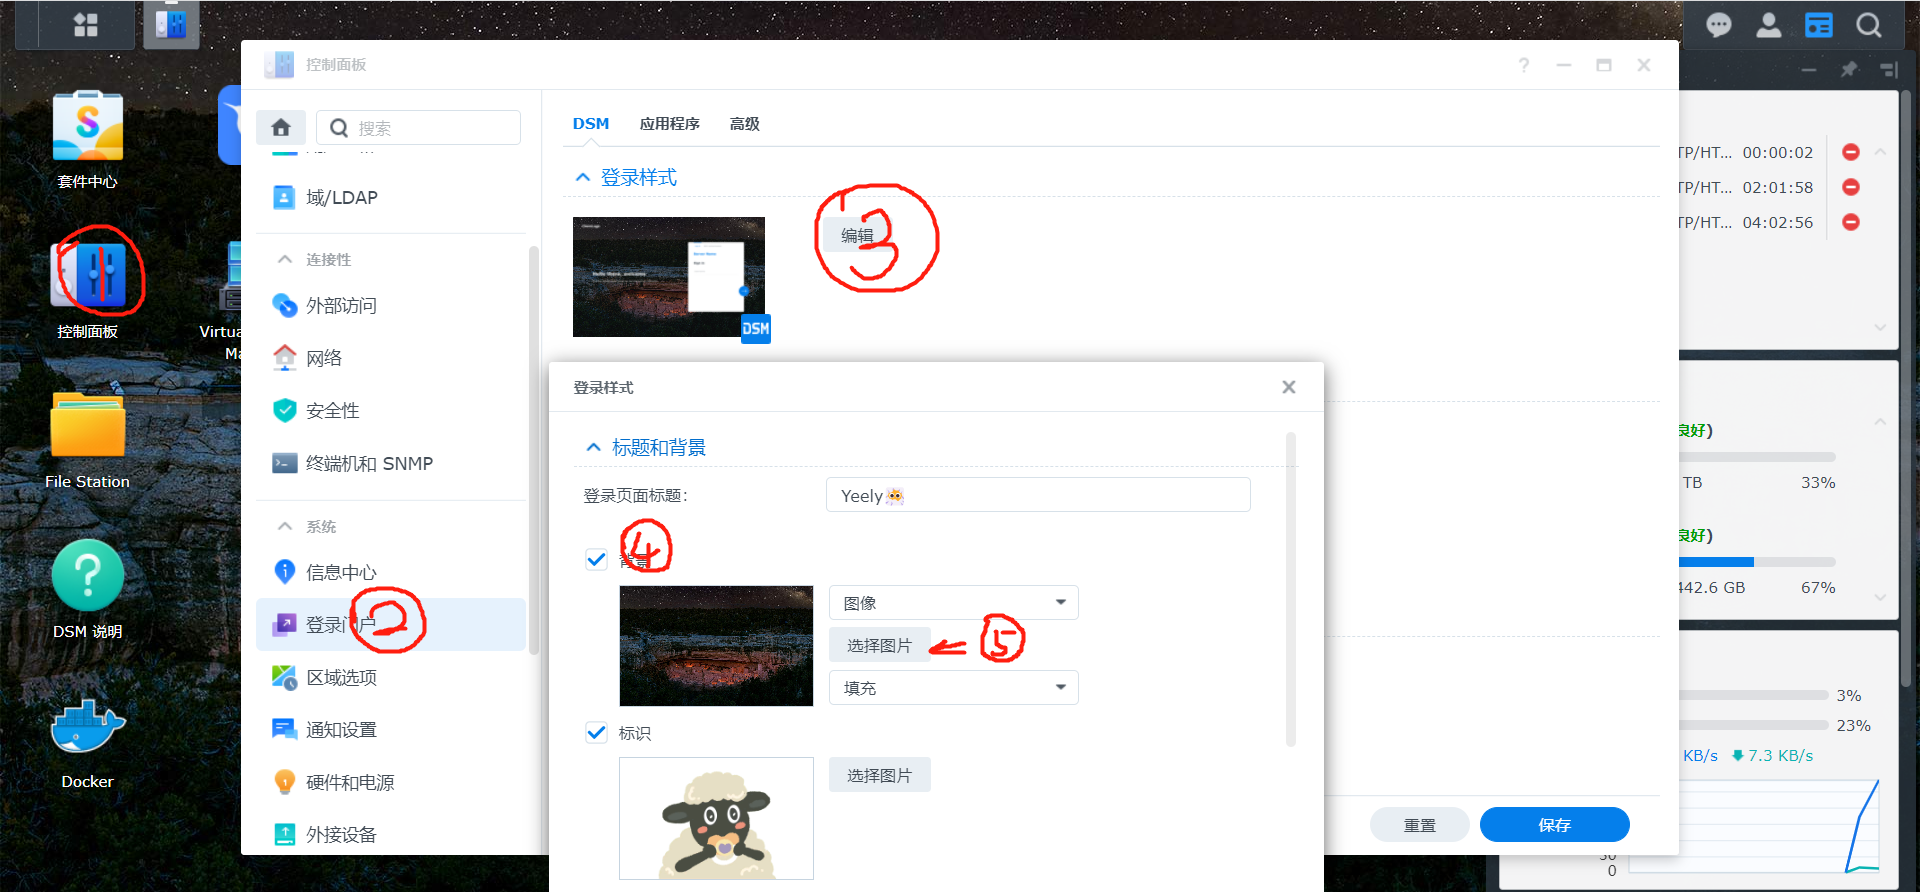 控制面板
搜索
DSM
应用程序
高级
域/LDAP
登录样式
编辑
③
DSM
连接性
外部访问
网络
安全性
终端机和 SNMP
系统
信息中心
登录门户
②
区域选项
通知设置
硬件和电源
外接设备
套件中心
控制面板
File Station
DSM 说明
Docker
Virtua
Ma
登录样式
标题和背景
登录页面标题:
Yeely
④
图像
选择图片
⑤
填充
标识
选择图片
重置
保存
TP/HT... 00:00:02
TP/HT... 02:01:58
TP/HT... 04:02:56
良好)
TB 33%
良好)
442.6 GB 67%
3%
23%
KB/s 7.3 KB/s
0